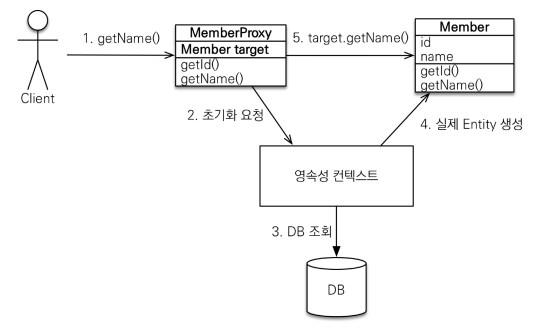 1. getName()
MemberProxy
Member target
getId()
getName()
5. target.getName()
Member
id
name
getId()
getName()
Client
2. 초기화 요청
4. 실제 Entity 생성
영속성 컨텍스트
3. DB 조회
DB